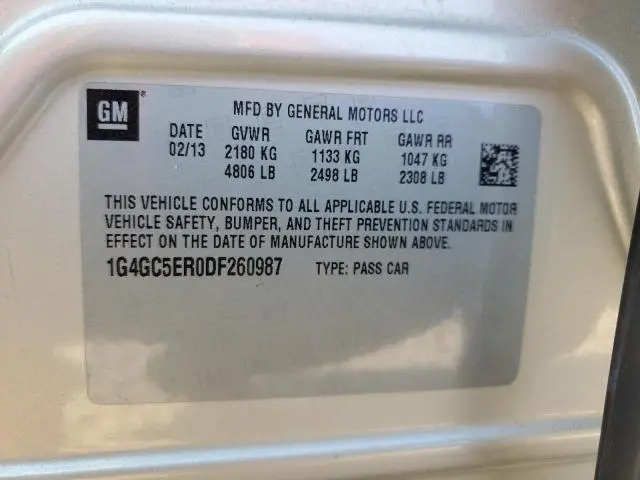 GM ®
MFD BY GENERAL MOTORS LLC
DATE GVWR GAWR FRT GAWR RR
02/13 2180 KG 1133 KG 1047 KG
4806 LB 2498 LB 2308 LB
THIS VEHICLE CONFORMS TO ALL APPLICABLE U.S. FEDERAL MOTOR
VEHICLE SAFETY, BUMPER, AND THEFT PREVENTION STANDARDS IN
EFFECT ON THE DATE OF MANUFACTURE SHOWN ABOVE.
1G4GC5ER0DF260987 TYPE: PASS CAR